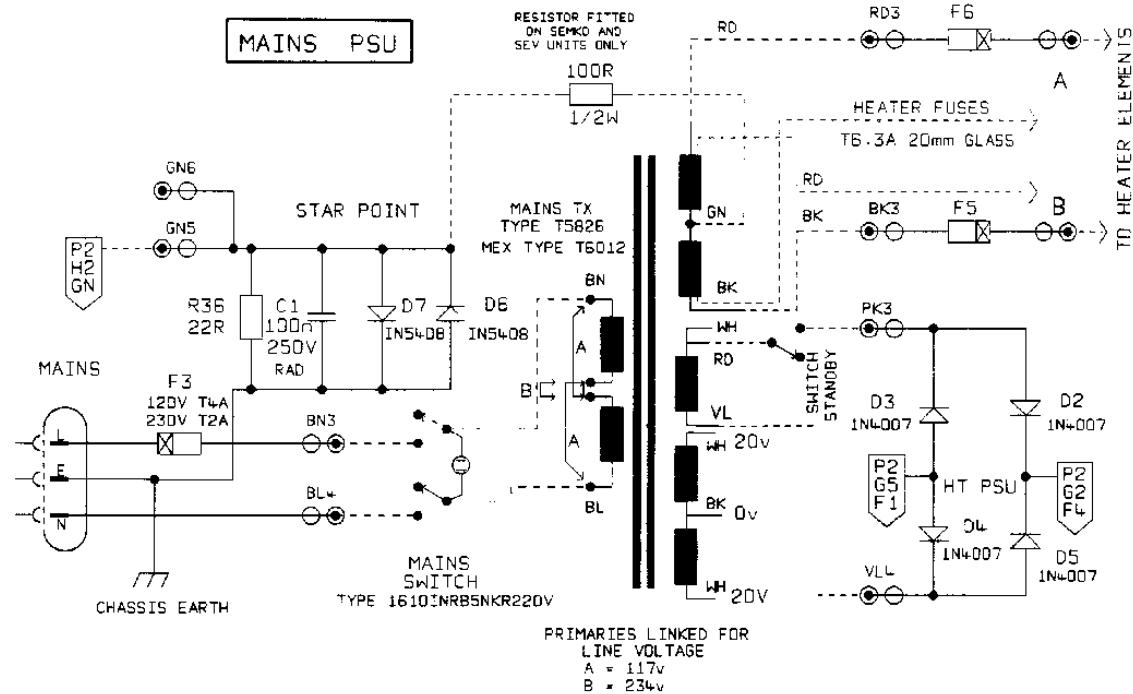 MAINS PSU
RESISTOR FITTED
ON SEMKO AND
SEV UNITS ONLY
100R
1/2W
RD
RD3
F6
A
TO HEATER ELEMENTS
HEATER FUSES
T6.3A 20mm GLASS
RD
BK
BK3
F5
B
GN6
GN5
P2
H2
GN
STAR POINT
MAINS TX
TYPE T5826
MEX TYPE T6012
GN
BK
BN
R36
22R
C1
100n
250V
RAD
D7
IN5408
D6
IN5408
A
B
A
BL
WH
RD
VL
SWITCH
STANDBY
PK3
D3
1N4007
D2
1N4007
P2
G5
F1
HT PSU
P2
G2
F4
D4
1N4007
D5
1N4007
VL4
WH 20v
BK 0v
WH 20V
MAINS
L
E
N
F3
120V T4A
230V T2A
BN3
BL4
CHASSIS EARTH
MAINS
SWITCH
TYPE 1610INRB5NKR220V
PRIMARIES LINKED FOR
LINE VOLTAGE
A = 117v
B = 234v